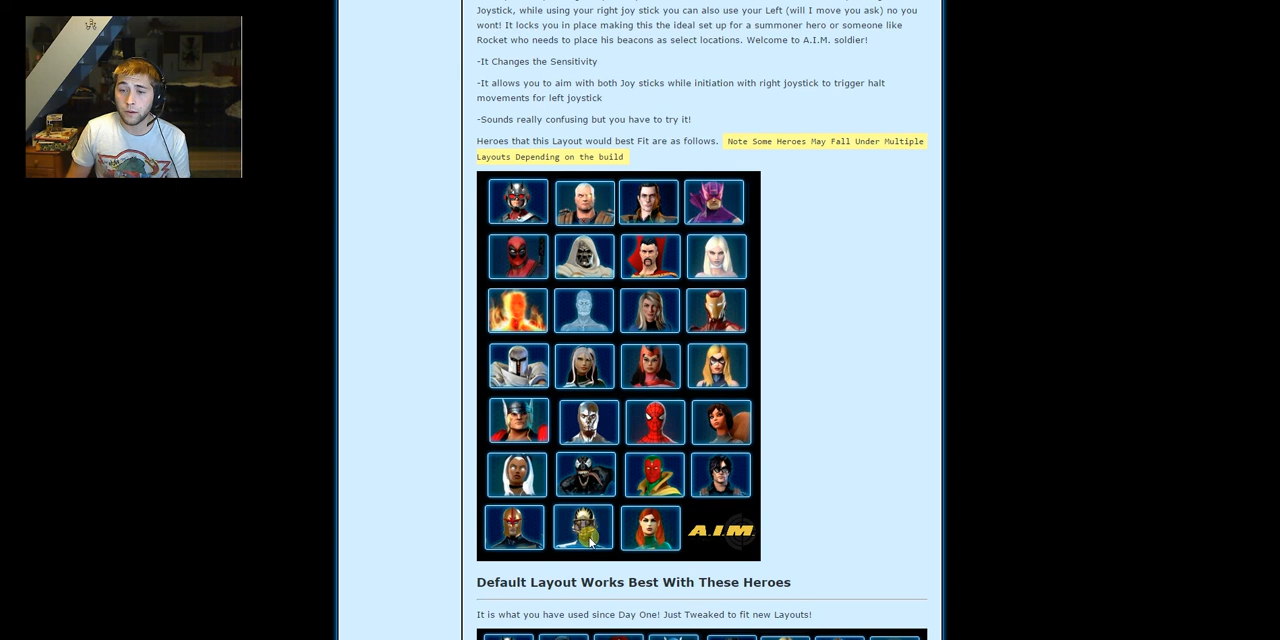 Joystick, while using your right joy stick you can also use your Left (will I move you ask) no you
wont! It locks you in place making this the ideal set up for a summoner hero or someone like
Rocket who needs to place his beacons as select locations. Welcome to A.I.M. soldier!
-It Changes the Sensitivity
-It allows you to aim with both Joy sticks while initiation with right joystick to trigger halt
movements for left joystick
-Sounds really confusing but you have to try it!
Heroes that this Layout would best Fit are as follows. Note Some Heroes May Fall Under Multiple
Layouts Depending on the build
A.I.M.
Default Layout Works Best With These Heroes
It is what you have used since Day One! Just Tweaked to fit new Layouts!